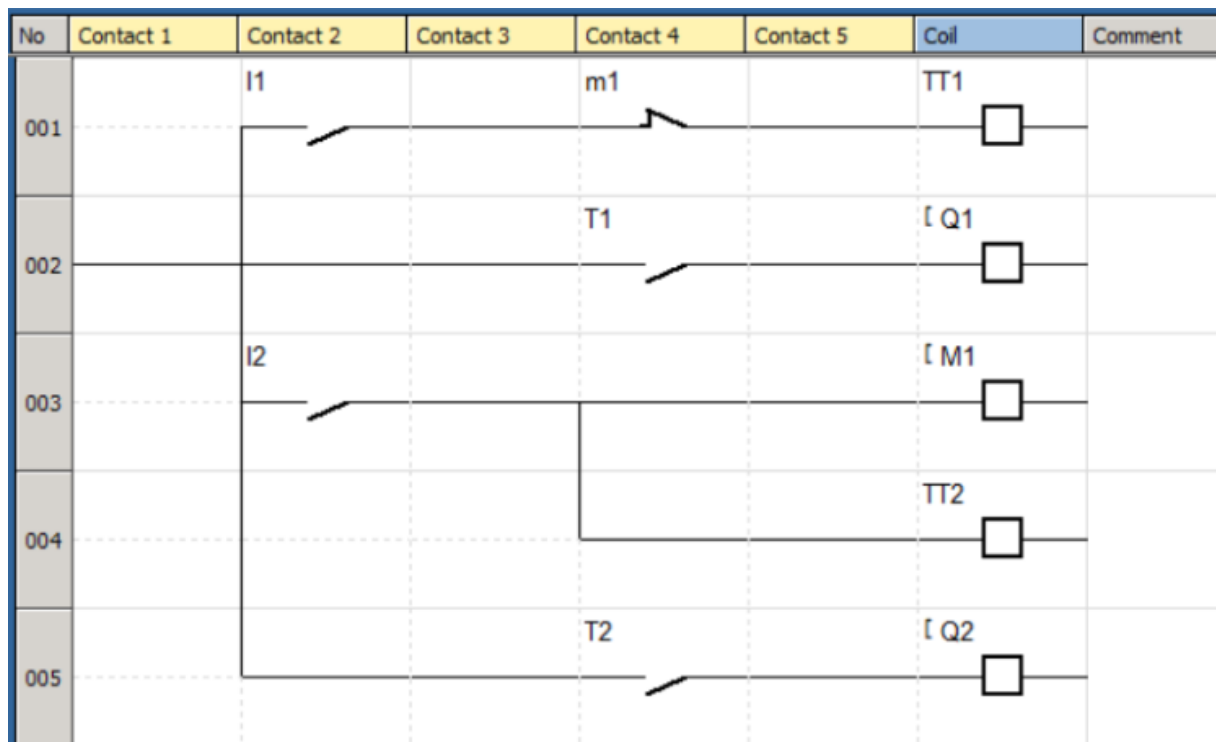 No Contact 1 Contact 2 Contact 3 Contact 4 Contact 5 Coil Comment
I1 m1 TT1
001
T1 [ Q1
002
I2 [ M1
003
TT2
004
T2 [ Q2
005